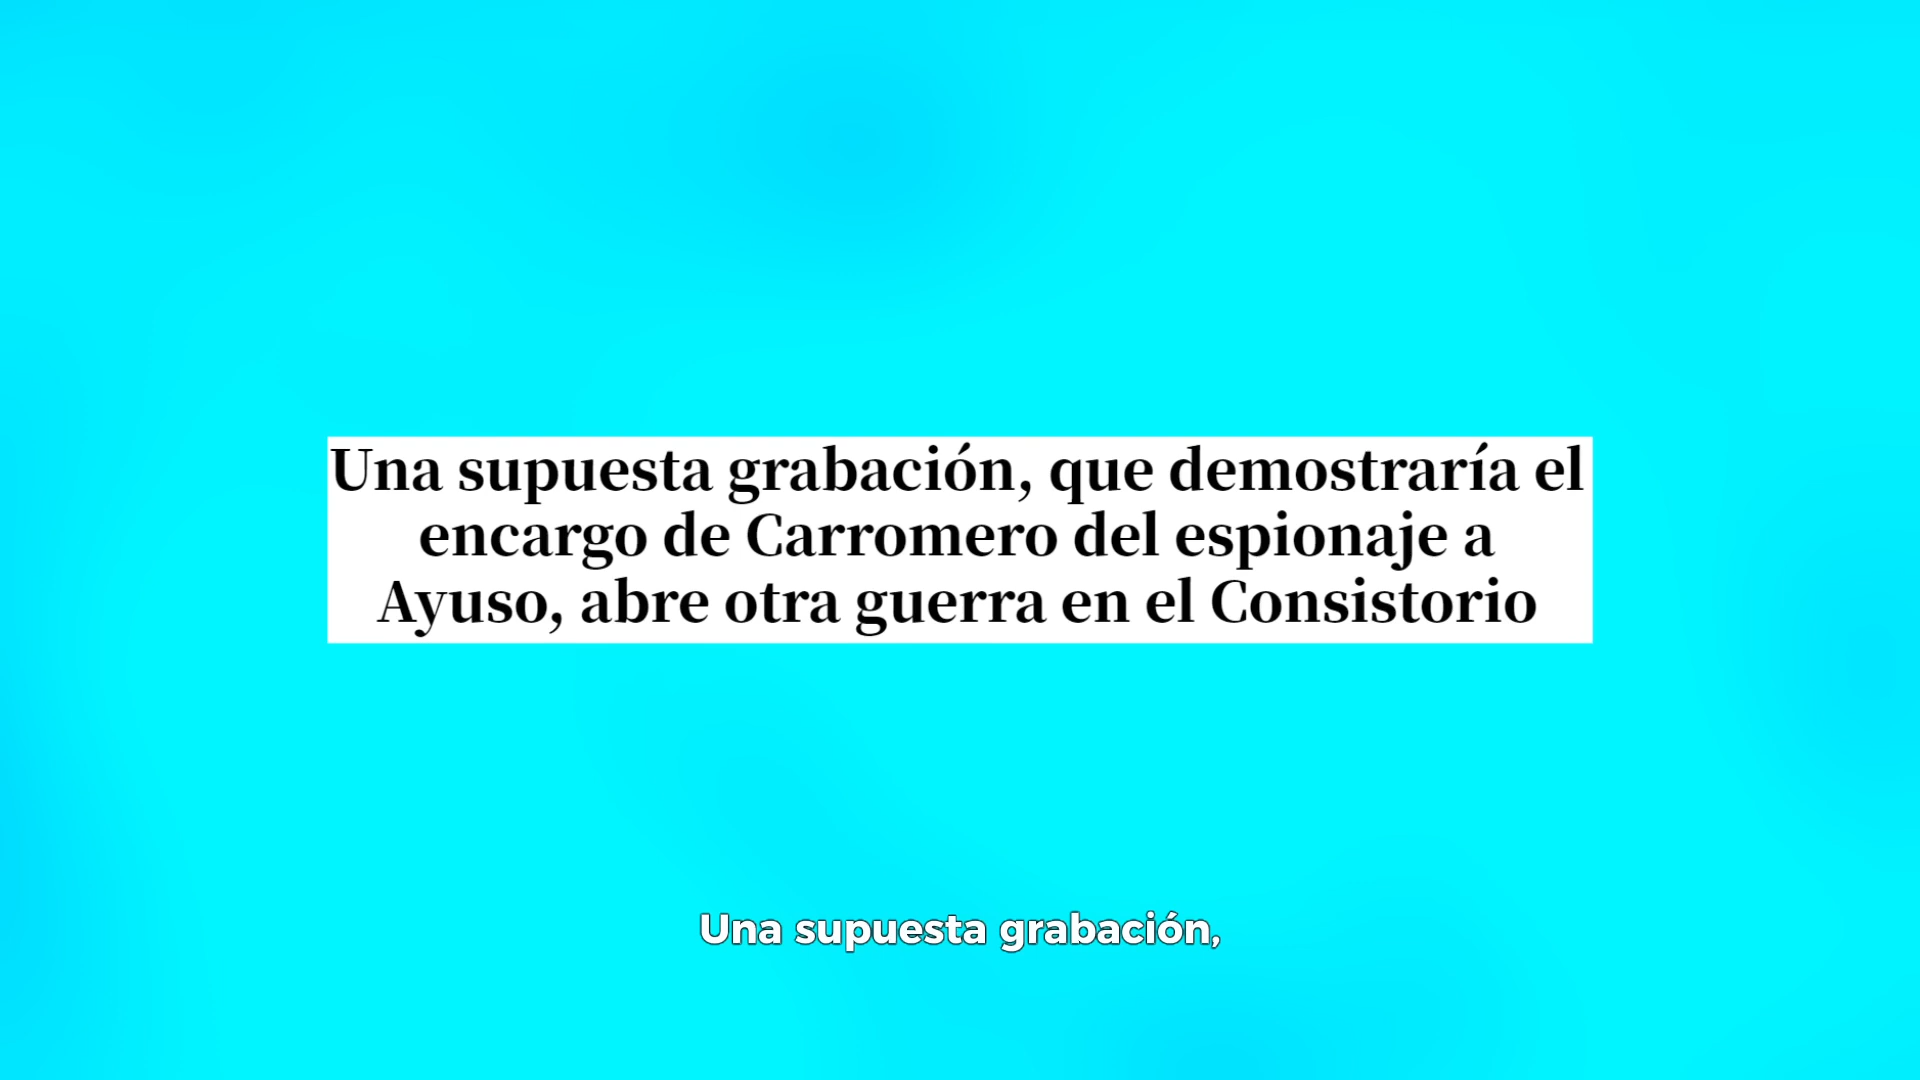 Una supuesta grabación, que demostraría el
encargo de Carromero del espionaje a
Ayuso, abre otra guerra en el Consistorio
Una supuesta grabación,